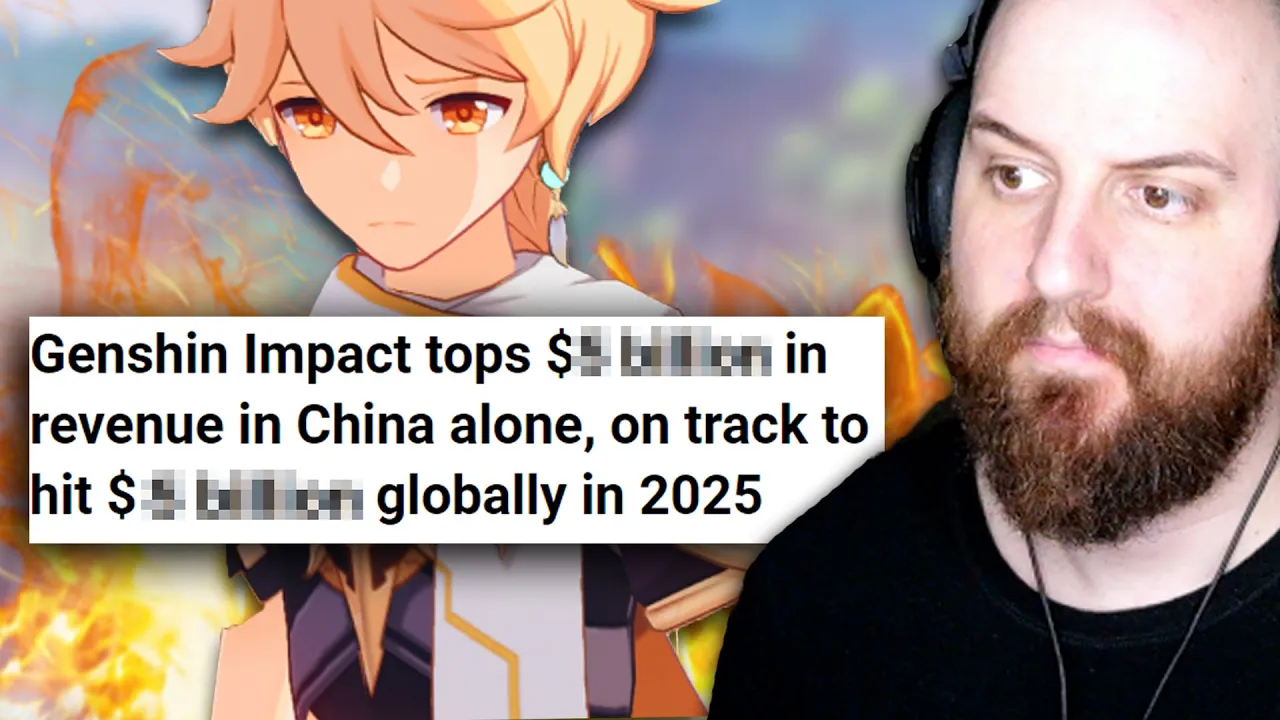 Genshin Impact tops $ in
revenue in China alone, on track to
hit $ globally in 2025